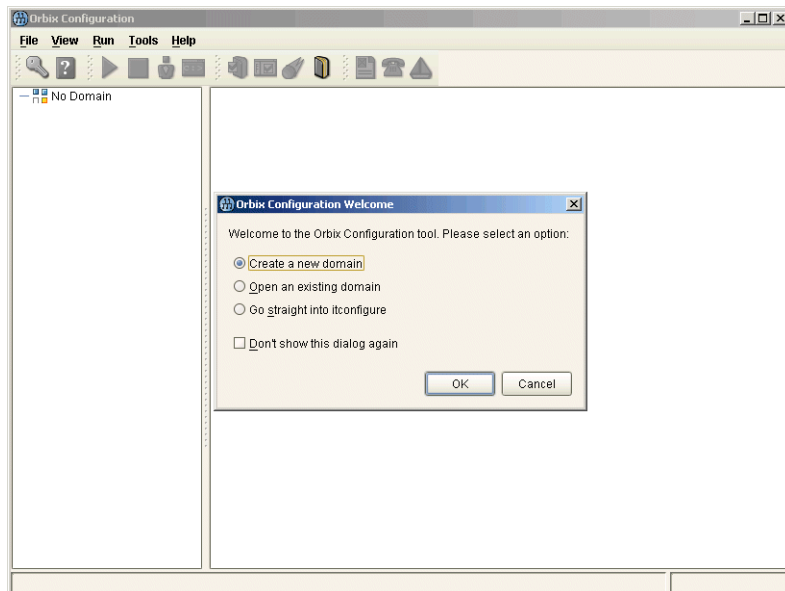 Orbix Configuration
File View Run Tools Help
No Domain
Orbix Configuration Welcome
Welcome to the Orbix Configuration tool. Please select an option:
Create a new domain
Open an existing domain
Go straight into itconfigure
Don't show this dialog again
OK Cancel